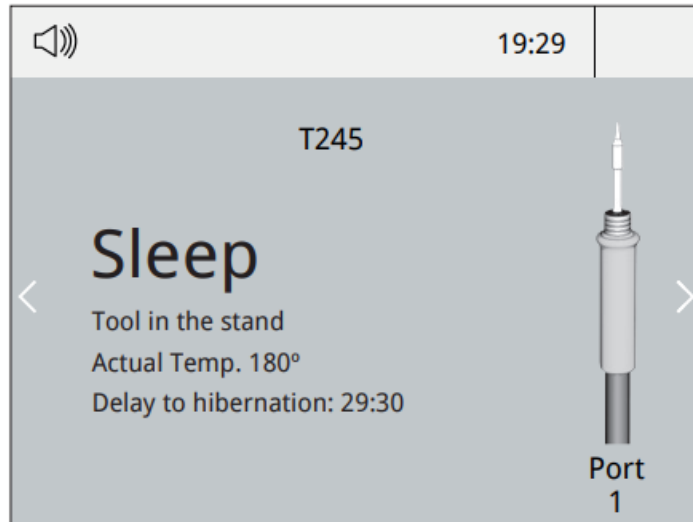 19:29
T245
Sleep
Tool in the stand
Actual Temp. 180º
Delay to hibernation: 29:30
Port
1